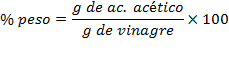 % peso = g de ac. acético / g de vinagre × 100